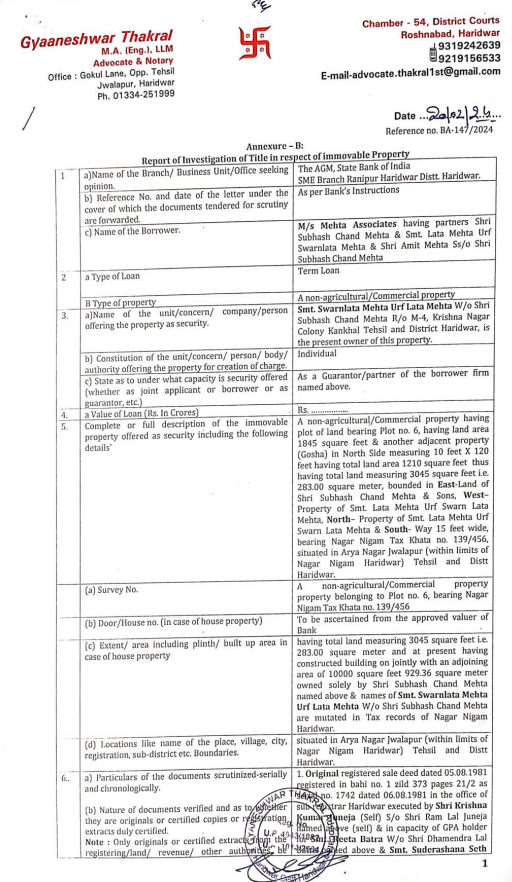 Gyaaneshwar Thakral
M.A. (Eng.), LLM
Advocate & Notary
Office : Gokul Lane, Opp. Tehsil
Jwalapur, Haridwar
Ph. 01334-251999
Chamber - 54, District Courts
Roshnabad, Haridwar
9319242639
9219156533
E-mail-advocate.thakral1st@gmail.com
Date ...
Reference no. BA-147/2024
Annexure – B:
Report of Investigation of Title in respect of immovable Property
1
a)Name of the Branch/ Business Unit/Office seeking
opinion.
The AGM, State Bank of India
SME Branch Ranipur Haridwar Distt. Haridwar.
b) Reference No. and date of the letter under the
cover of which the documents tendered for scrutiny
are forwarded.
As per Bank's Instructions
c) Name of the Borrower.
M/s Mehta Associates having partners Shri
Subhash Chand Mehta & Smt. Lata Mehta Urf
Swarnlata Mehta & Shri Amit Mehta Ss/o Shri
Subhash Chand Mehta
2
a Type of Loan
Term Loan
B Type of property
A non-agricultural/Commercial property
3.
a)Name of the unit/concern/ company/person
offering the property as security.
Smt. Swarnlata Mehta Urf Lata Mehta W/o Shri
Subhash Chand Mehta R/o M-4, Krishna Nagar
Colony Kankhal Tehsil and District Haridwar, is
the present owner of this property.
b) Constitution of the unit/concern/ person/ body/
authority offering the property for creation of charge.
Individual
c) State as to under what capacity is security offered
(whether as joint applicant or borrower or as
guarantor, etc.)
As a Guarantor/partner of the borrower firm
named above.
4.
a Value of Loan (Rs. In Crores)
Rs. .................
5.
Complete or full description of the immovable
property offered as security including the following
details
A non-agricultural/Commercial property having
plot of land bearing Plot no. 6, having land area
1845 square feet & another adjacent property
(Gosha) in North Side measuring 10 feet X 120
feet having total land area 1210 square feet thus
having total land measuring 3045 square feet i.e.
283.00 square meter, bounded in East-Land of
Shri Subhash Chand Mehta & Sons, West–
Property of Smt. Lata Mehta Urf Swarn Lata
Mehta, North– Property of Smt. Lata Mehta Urf
Swarn Lata Mehta & South- Way 15 feet wide,
bearing Nagar Nigam Tax Khata no. 139/456,
situated in Arya Nagar Jwalapur (within limits of
Nagar Nigam Haridwar) Tehsil and Distt
Haridwar.
(a) Survey No.
A non-agricultural/Commercial property
property belonging to Plot no. 6, bearing Nagar
Nigam Tax Khata no. 139/456
(b) Door/House no. (in case of house property)
To be ascertained from the approved valuer of
Bank
(c) Extent/ area including plinth/ built up area in
case of house property
having total land measuring 3045 square feet i.e.
283.00 square meter and at present having
constructed building on jointly with an adjoining
area of 10000 square feet 929.36 square meter
owned solely by Shri Subhash Chand Mehta
named above & names of Smt. Swarnlata Mehta
Urf Lata Mehta W/o Shri Subhash Chand Mehta
are mutated in Tax records of Nagar Nigam
Haridwar.
(d) Locations like name of the place, village, city,
registration, sub-district etc. Boundaries.
situated in Arya Nagar Jwalapur (within limits of
Nagar Nigam Haridwar) Tehsil and Distt
Haridwar.
6..
a) Particulars of the documents scrutinized-serially
and chronologically.
(b) Nature of documents verified and as to whether
they are originals or certified copies or registration
extracts duly certified.
Note : Only originals or certified extracts from the
registering/land/ revenue/ other authorities be
1. Original registered sale deed dated 05.08.1981
registered in bahi no. 1 zild 373 pages 21/2 as
no. 1742 dated 06.08.1981 in the office of
sub Haridwar executed by Shri Krishna
Kumar Juneja (Self) S/o Shri Ram Lal Juneja
named above (self) & in capacity of GPA holder
Batra W/o Shri Dhamendra Lal
named above & Smt. Suderashana Seth
1